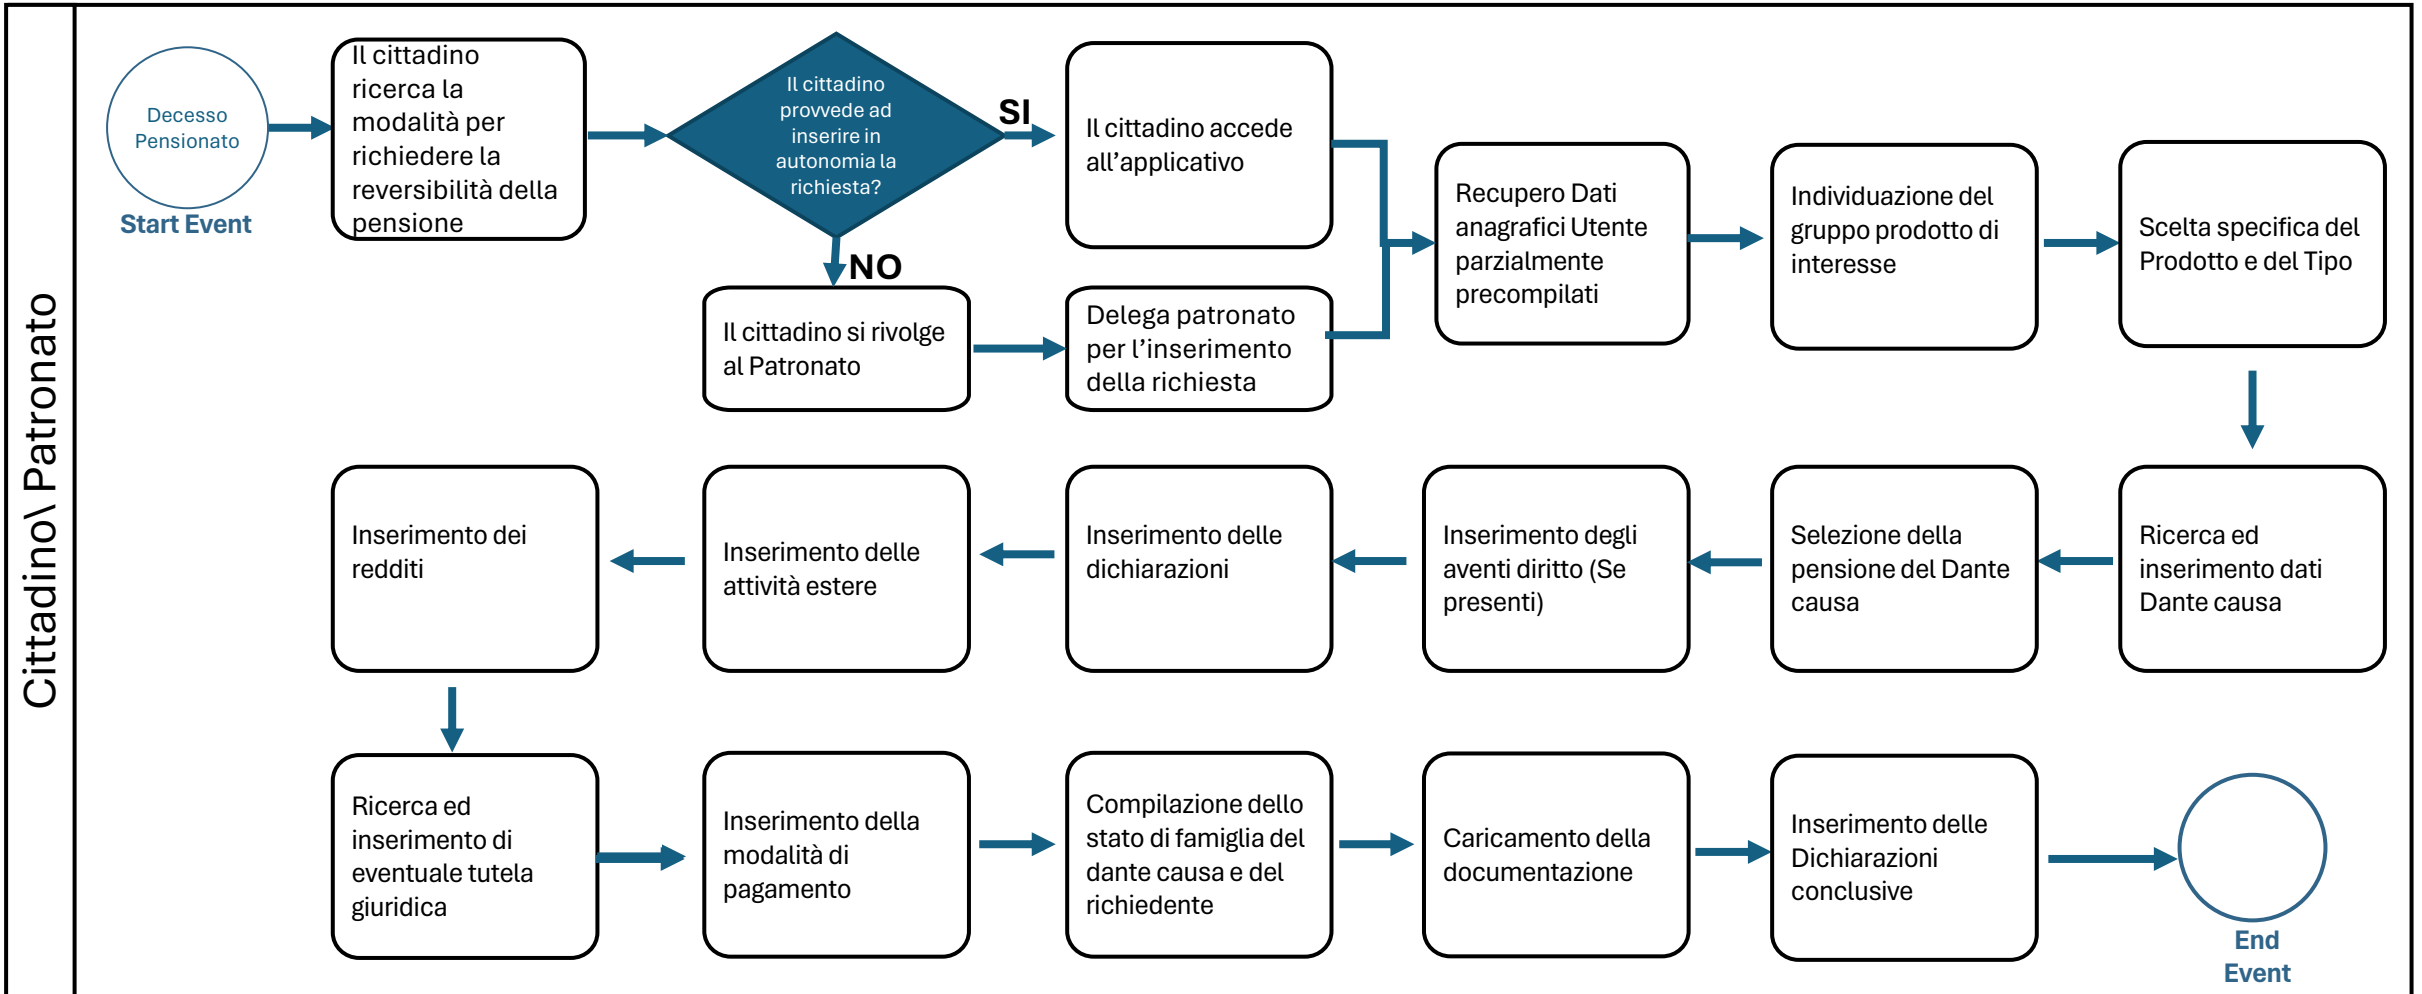 Cittadino\ Patronato
Decesso
Pensionato
Start Event
Il cittadino
ricerca la
modalità per
richiedere la
reversibilità della
pensione
Il cittadino
provvede ad
inserire in
autonomia la
richiesta?
SI
NO
Il cittadino accede
all’applicativo
Il cittadino si rivolge
al Patronato
Delega patronato
per l’inserimento
della richiesta
Recupero Dati
anagrafici Utente
parzialmente
precompilati
Individuazione del
gruppo prodotto di
interesse
Scelta specifica del
Prodotto e del Tipo
Ricerca ed
inserimento dati
Dante causa
Selezione della
pensione del Dante
causa
Inserimento degli
aventi diritto (Se
presenti)
Inserimento delle
dichiarazioni
Inserimento delle
attività estere
Inserimento dei
redditi
Ricerca ed
inserimento di
eventuale tutela
giuridica
Inserimento della
modalità di
pagamento
Compilazione dello
stato di famiglia del
dante causa e del
richiedente
Caricamento della
documentazione
Inserimento delle
Dichiarazioni
conclusive
End
Event